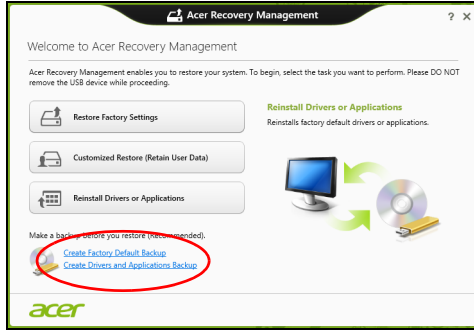 Acer Recovery Management
? X
Welcome to Acer Recovery Management
Acer Recovery Management enables you to restore your system. To begin, select the task you want to perform. Please DO NOT
remove the USB device while proceeding.
Restore Factory Settings
Customized Restore (Retain User Data)
Reinstall Drivers or Applications
Reinstall Drivers or Applications
Reinstalls factory default drivers or applications.
Make a backup before you restore (Recommended).
Create Factory Default Backup
Create Drivers and Applications Backup
acer